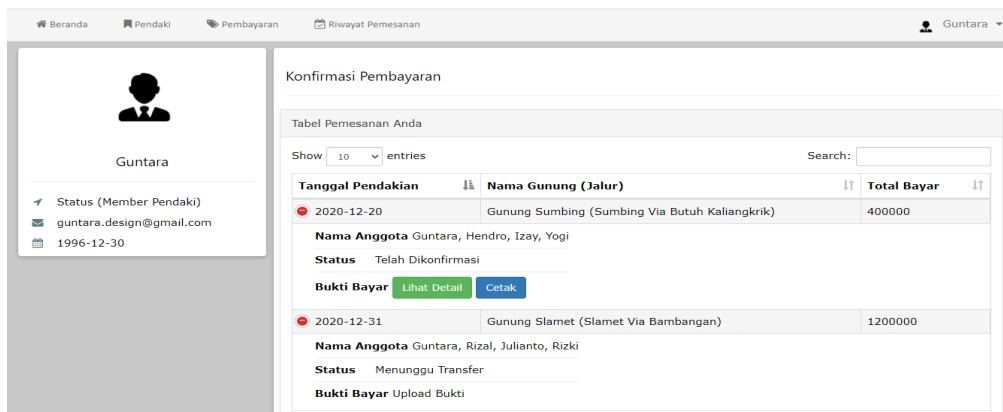 Beranda Pendaki Pembayaran Riwayat Pemesanan Guntara
Guntara
Status (Member Pendaki)
guntara.design@gmail.com
1996-12-30
Konfirmasi Pembayaran
Tabel Pemesanan Anda
Show 10 entries Search:
Tanggal Pendakian Nama Gunung (Jalur) Total Bayar
2020-12-20 Gunung Sumbing (Sumbing Via Butuh Kaliangkrik) 400000
Nama Anggota Guntara, Hendro, Izay, Yogi
Status Telah Dikonfirmasi
Bukti Bayar Lihat Detail Cetak
2020-12-31 Gunung Slamet (Slamet Via Bambangan) 1200000
Nama Anggota Guntara, Rizal, Julianto, Rizki
Status Menunggu Transfer
Bukti Bayar Upload Bukti